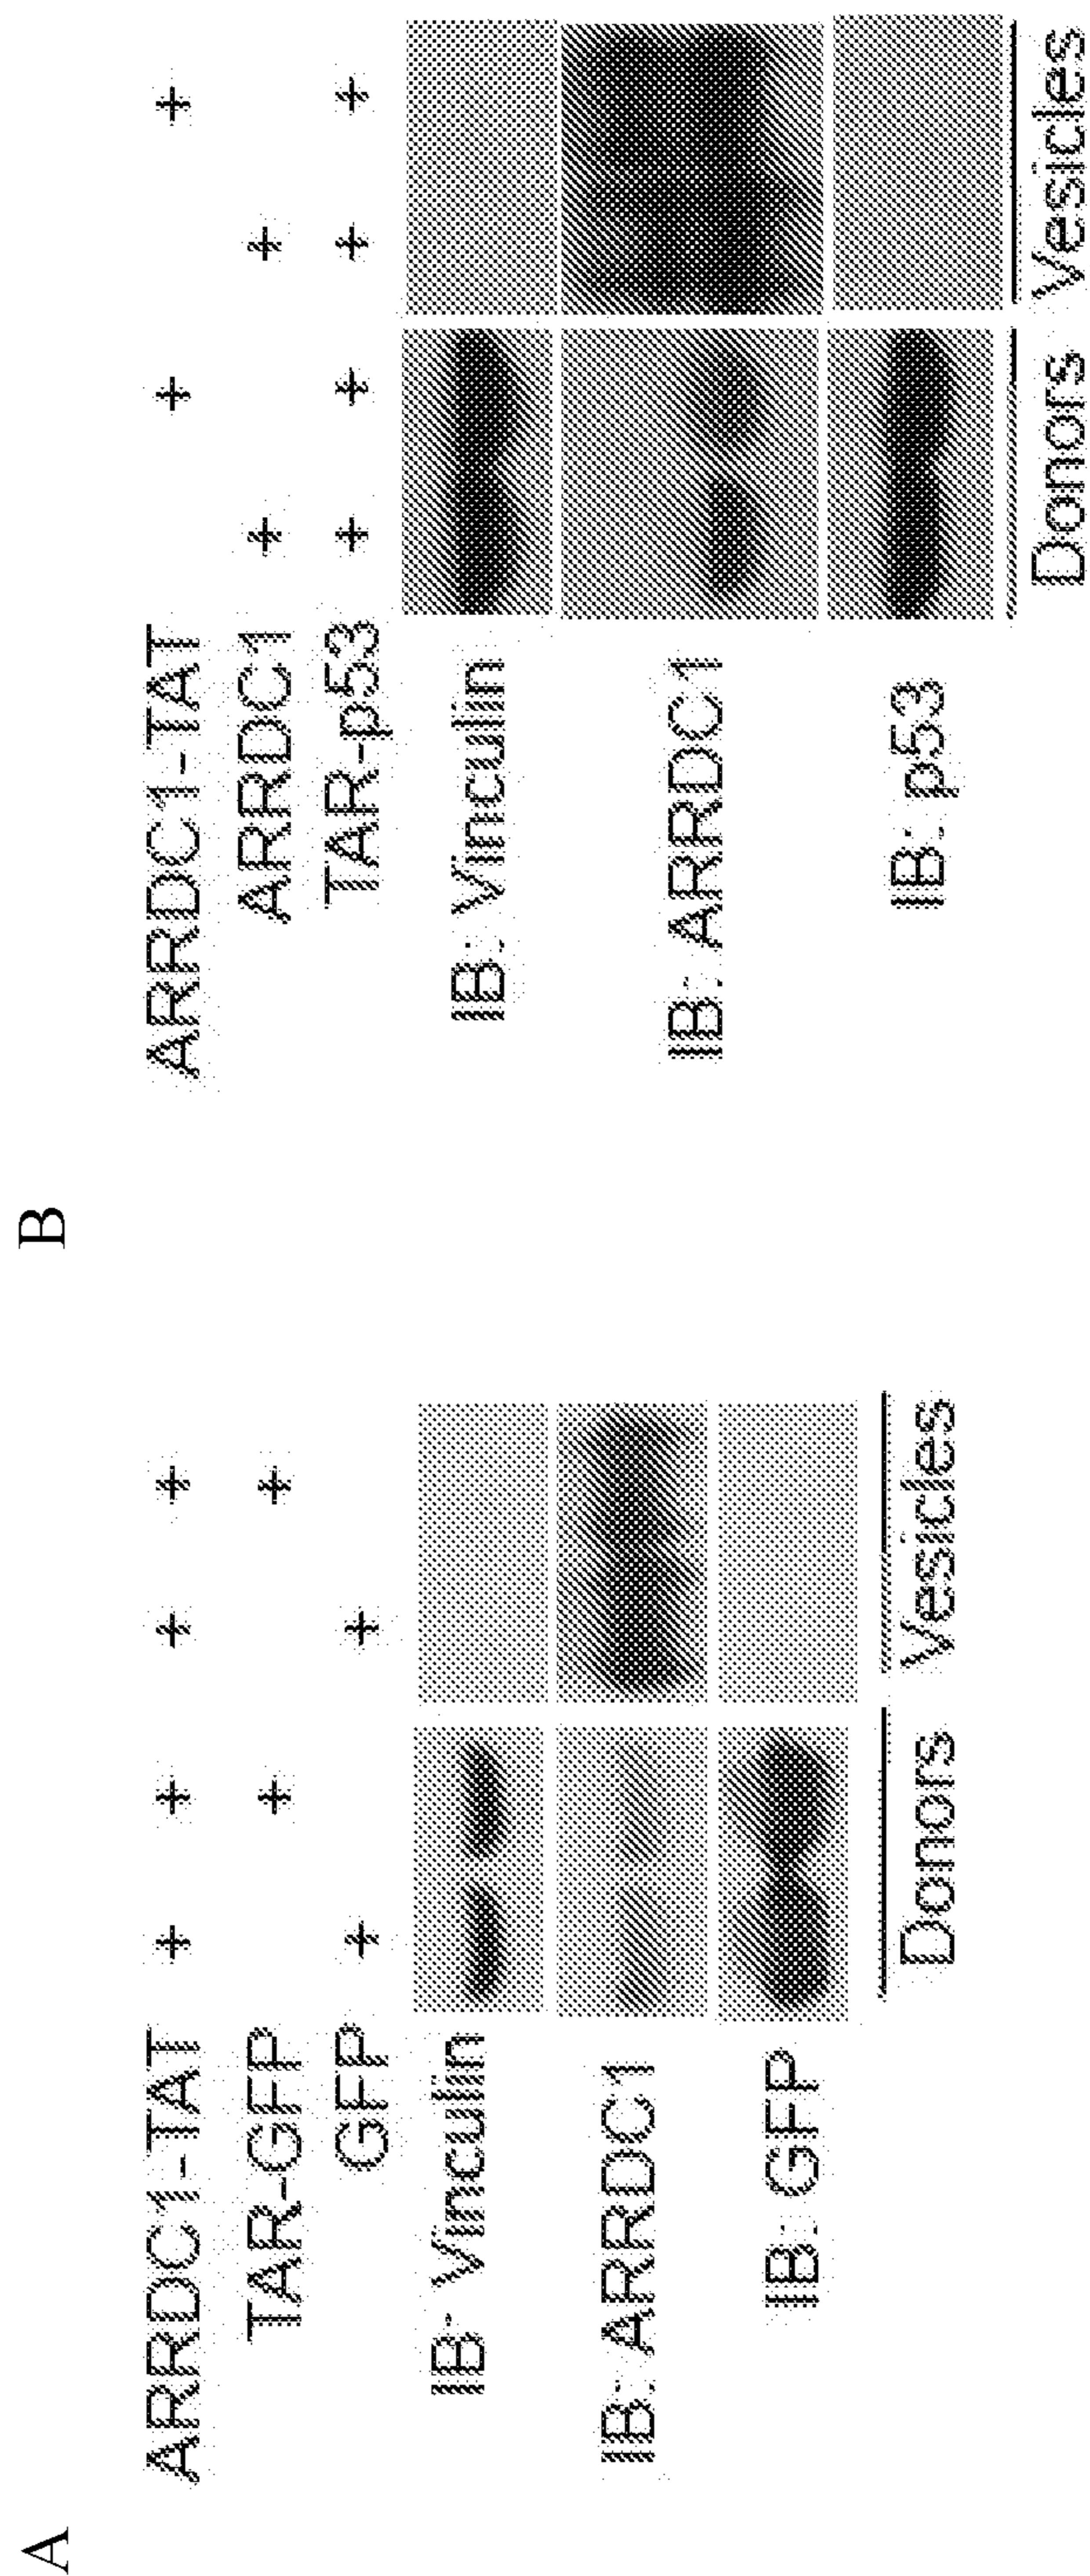 A
ARRDC1-TAT + + + +
TAR-GFP + +
GFP + +
IB: Vinculin
IB: ARRDC1
IB: GFP
Donors Vesicles
B
ARRDC1-TAT + +
ARRDC1 + +
TAR-p53 + + + +
IB: Vinculin
IB: ARRDC1
IB: p53
Donors Vesicles